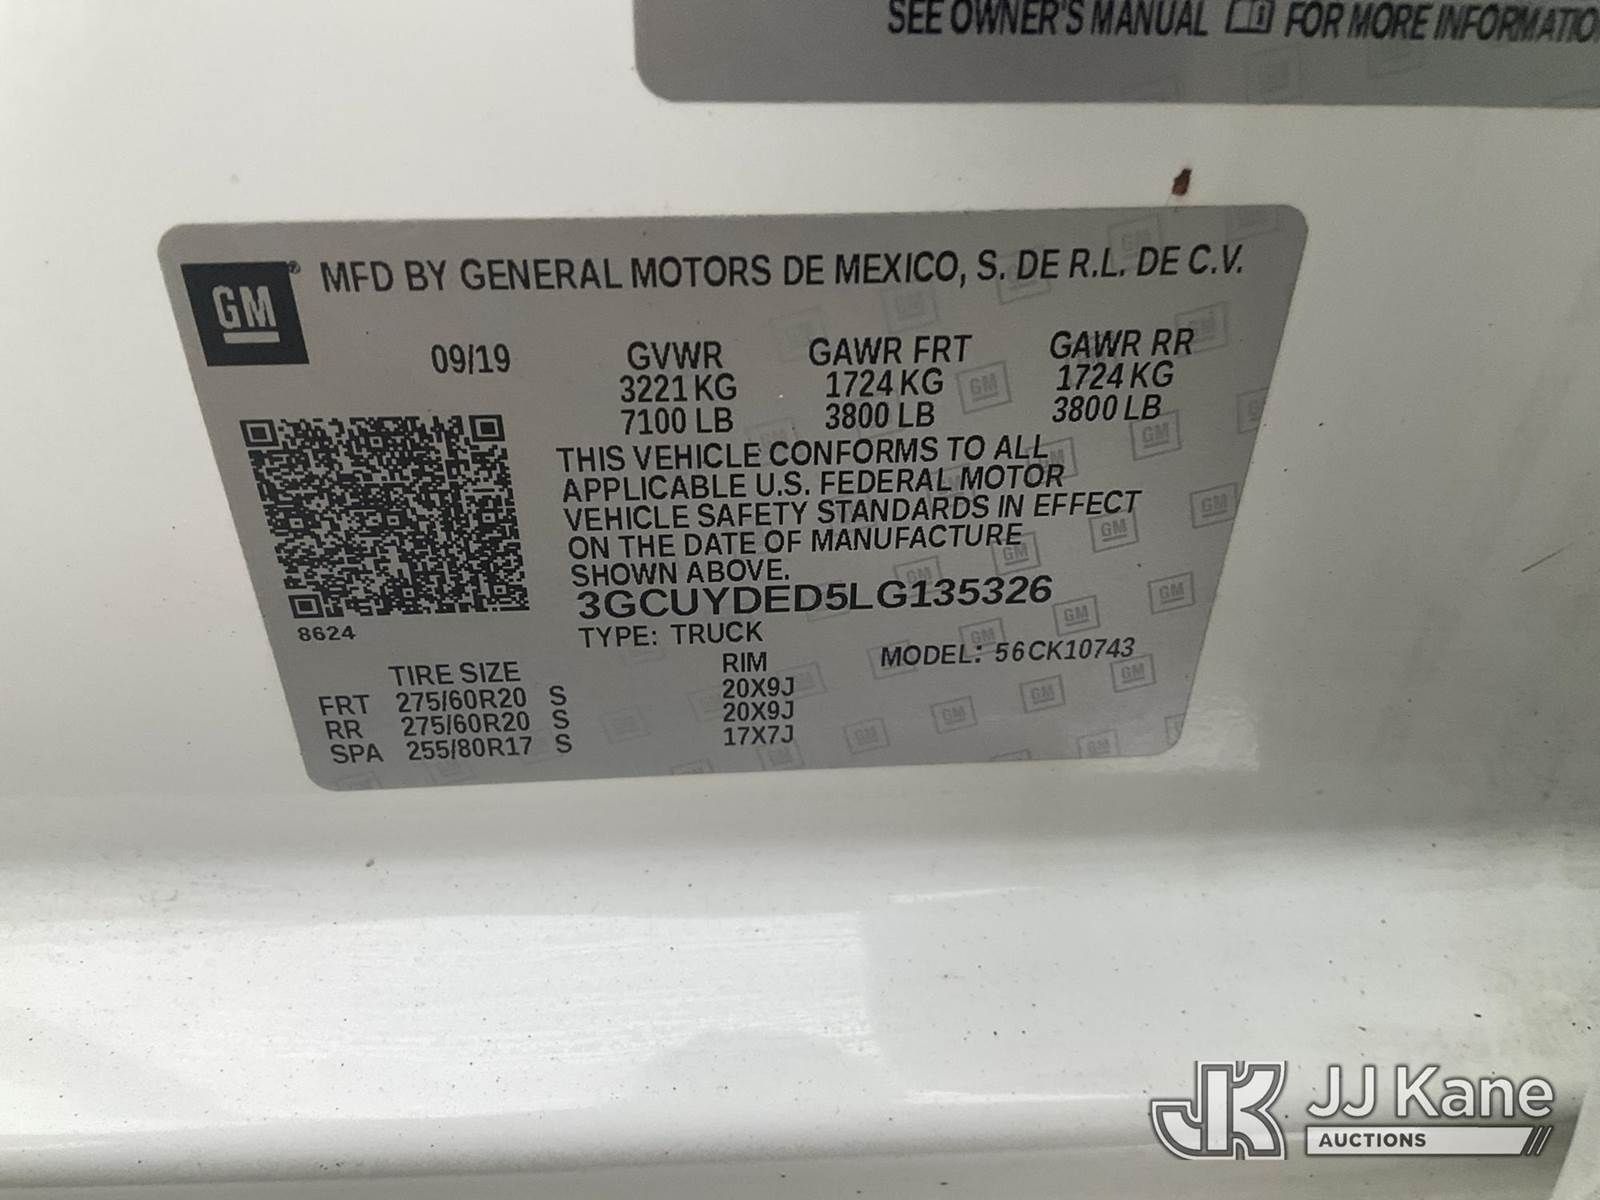 SEE OWNER'S MANUAL FOR MORE INFORMATIO
GM® MFD BY GENERAL MOTORS DE MEXICO, S. DE R.L. DE C.V.
09/19 GVWR GAWR FRT GAWR RR
3221 KG 1724 KG 1724 KG
7100 LB 3800 LB 3800 LB
THIS VEHICLE CONFORMS TO ALL
APPLICABLE U.S. FEDERAL MOTOR
VEHICLE SAFETY STANDARDS IN EFFECT
ON THE DATE OF MANUFACTURE
SHOWN ABOVE.
3GCUYDED5LG135326
8624 TYPE: TRUCK MODEL: 56CK10743
TIRE SIZE RIM
FRT 275/60R20 S 20X9J
RR 275/60R20 S 20X9J
SPA 255/80R17 S 17X7J
JK JJ Kane
AUCTIONS